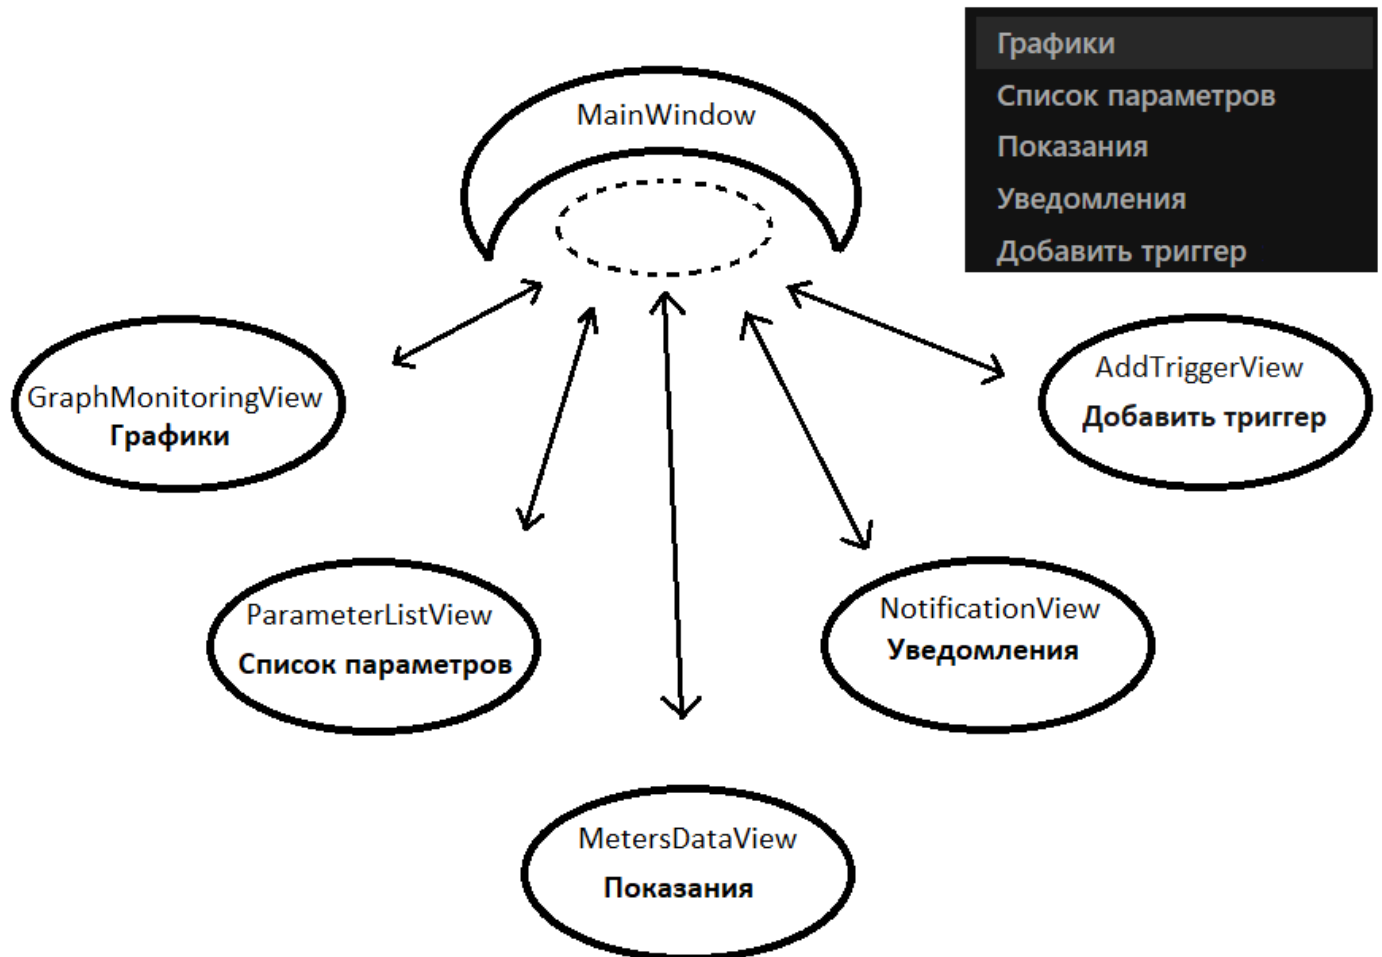 MainWindow
Графики
Список параметров
Показания
Уведомления
Добавить триггер
GraphMonitoringView
Графики
AddTriggerView
Добавить триггер
ParameterListView
Список параметров
NotificationView
Уведомления
MetersDataView
Показания